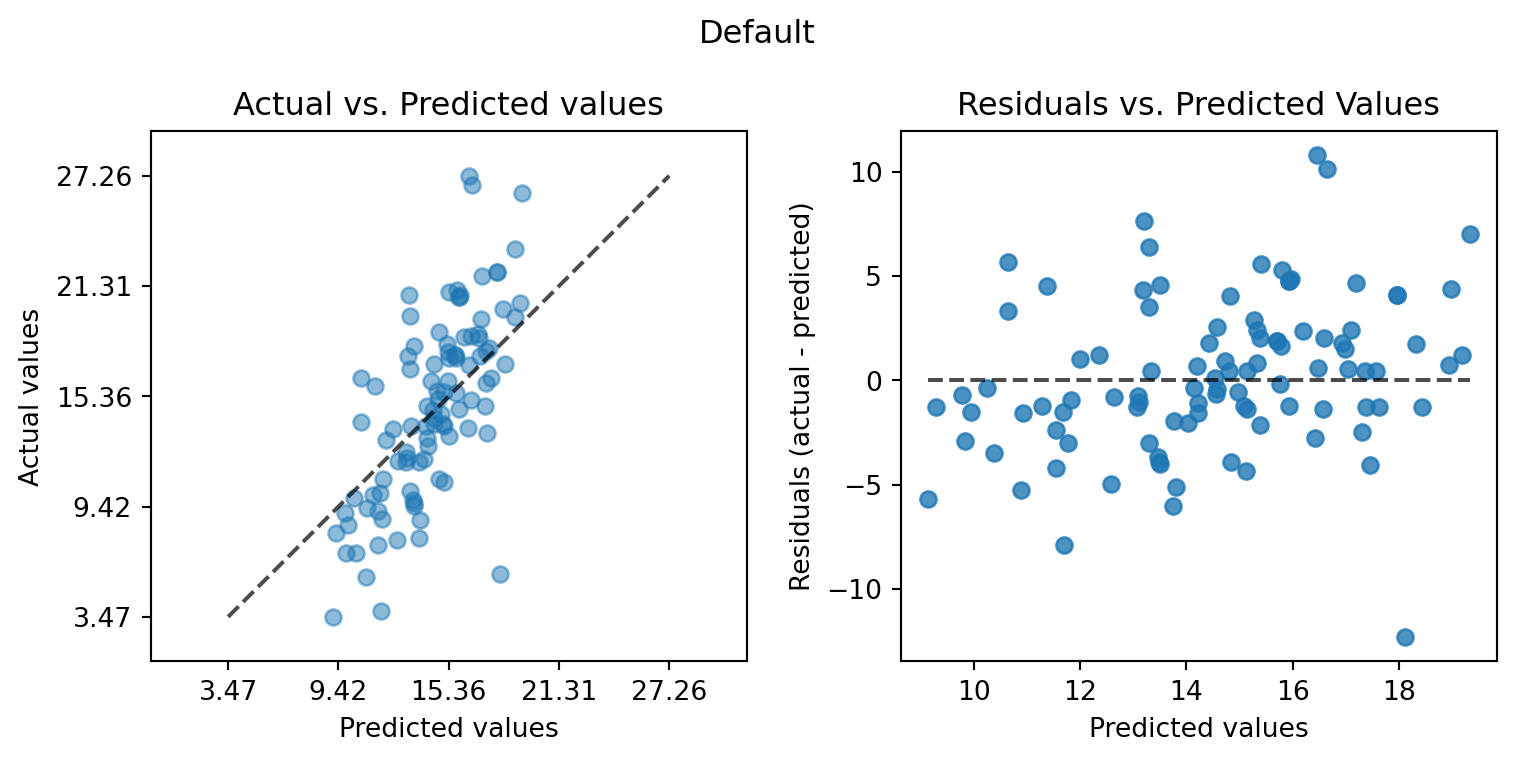 Default
Actual vs. Predicted values
27.26
21.31
15.36
9.42
3.47
Actual values
3.47 9.42 15.36 21.31 27.26
Predicted values
Residuals vs. Predicted Values
10
5
0
−5
−10
Residuals (actual - predicted)
10 12 14 16 18
Predicted values